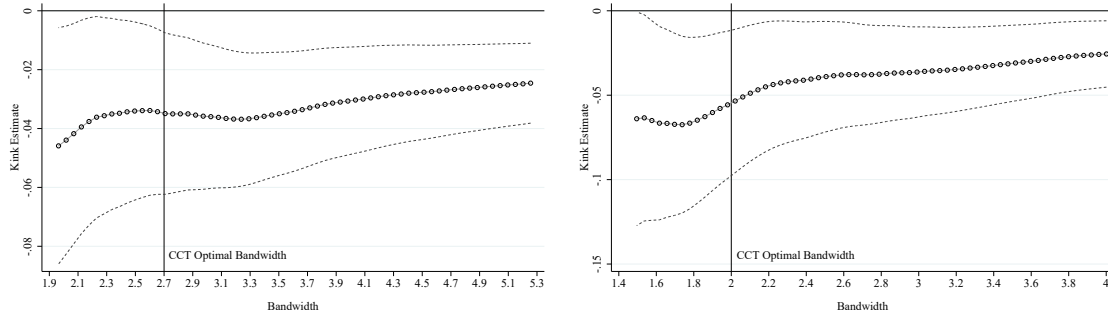 0
-.02
-.04
-.06
-.08
Kink Estimate
CCT Optimal Bandwidth
1.9 2.1 2.3 2.5 2.7 2.9 3.1 3.3 3.5 3.7 3.9 4.1 4.3 4.5 4.7 4.9 5.1 5.3
Bandwidth
0
-.05
-.1
-.15
Kink Estimate
CCT Optimal Bandwidth
1.4 1.6 1.8 2 2.2 2.4 2.6 2.8 3 3.2 3.4 3.6 3.8 4
Bandwidth